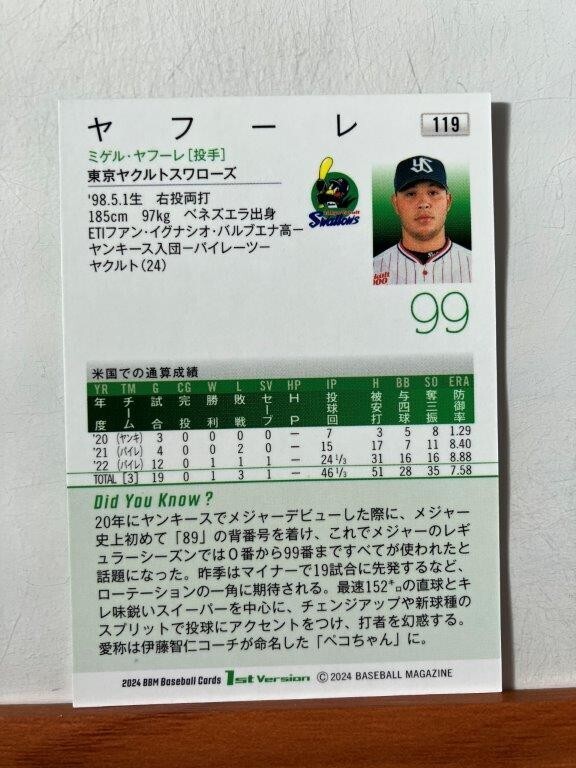 ヤフーレ 119
ミゲル・ヤフーレ[投手]
東京ヤクルトスワローズ
'98.5.1生 右投両打
185cm 97kg ベネズエラ出身
ETIファン・イグナシオ・バルブエナ高―
ヤンキース入団―パイレーツ―
ヤクルト(24)
Swallows
YS
99
米国での通算成績
YR TM G CG W L SV HP IP H BB SO ERA
年度 チーム 試合 完投 勝利 敗戦 セーブ HP 投球回 被安打 与四球 奪三振 防御率
'20 (ヤンキ) 3 0 0 0 0 ― 7 3 5 8 1.29
'21 (パイレ) 4 0 0 2 0 ― 15 17 7 11 8.40
'22 (パイレ) 12 0 1 1 1 ― 24 1/3 31 16 16 8.88
TOTAL [3] 19 0 1 3 1 ― 46 1/3 51 28 35 7.58
Did You Know?
20年にヤンキースでメジャーデビューした際に、メジャー
史上初めて「89」の背番号を着け、これでメジャーのレギ
ュラーシーズンでは0番から99番まですべてが使われたと
話題になった。昨季はマイナーで19試合に先発するなど、
ローテーションの一角に期待される。最速152㌔の直球とキ
レ味鋭いスイーパーを中心に、チェンジアップや新球種の
スプリットで投球にアクセントをつけ、打者を幻惑する。
愛称は伊藤智仁コーチが命名した「ペコちゃん」に。
2024 BBM Baseball Cards 1st Version ©2024 BASEBALL MAGAZINE